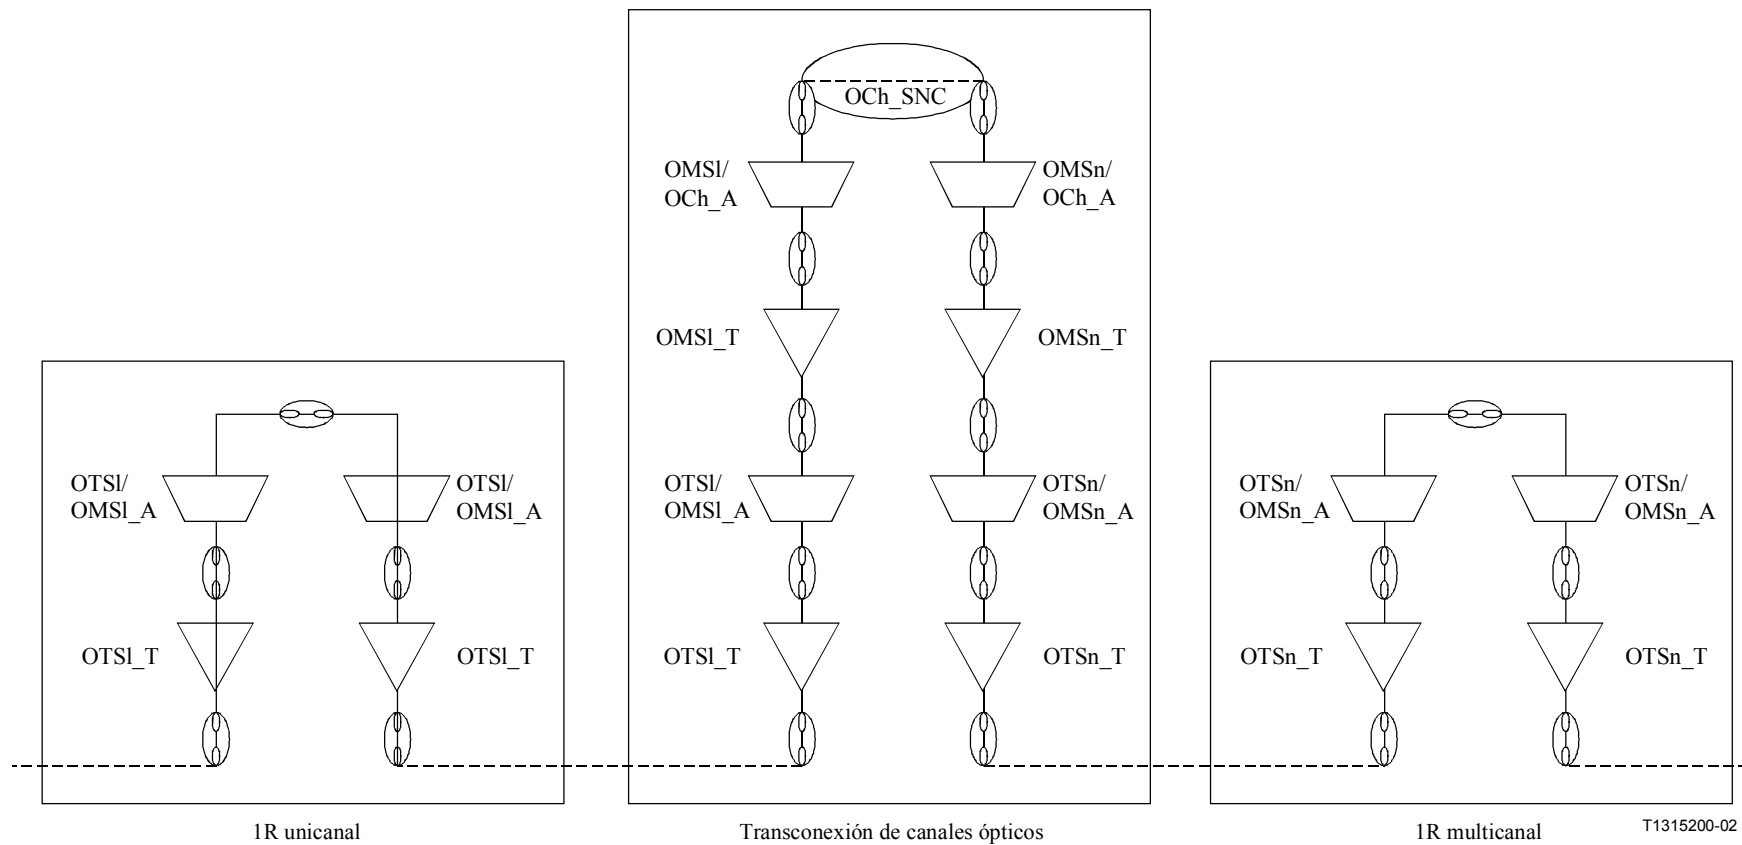 OCh_SNC
OMSl/
OCh_A
OMSn/
OCh_A
OMSl_T
OMSn_T
OTSl/
OMSl_A
OTSl/
OMSl_A
OTSl/
OMSl_A
OTSn/
OMSn_A
OTSn/
OMSn_A
OTSn/
OMSn_A
OTSl_T
OTSl_T
OTSl_T
OTSn_T
OTSn_T
OTSn_T
1R unicanal
Transconexión de canales ópticos
1R multicanal
T1315200-02